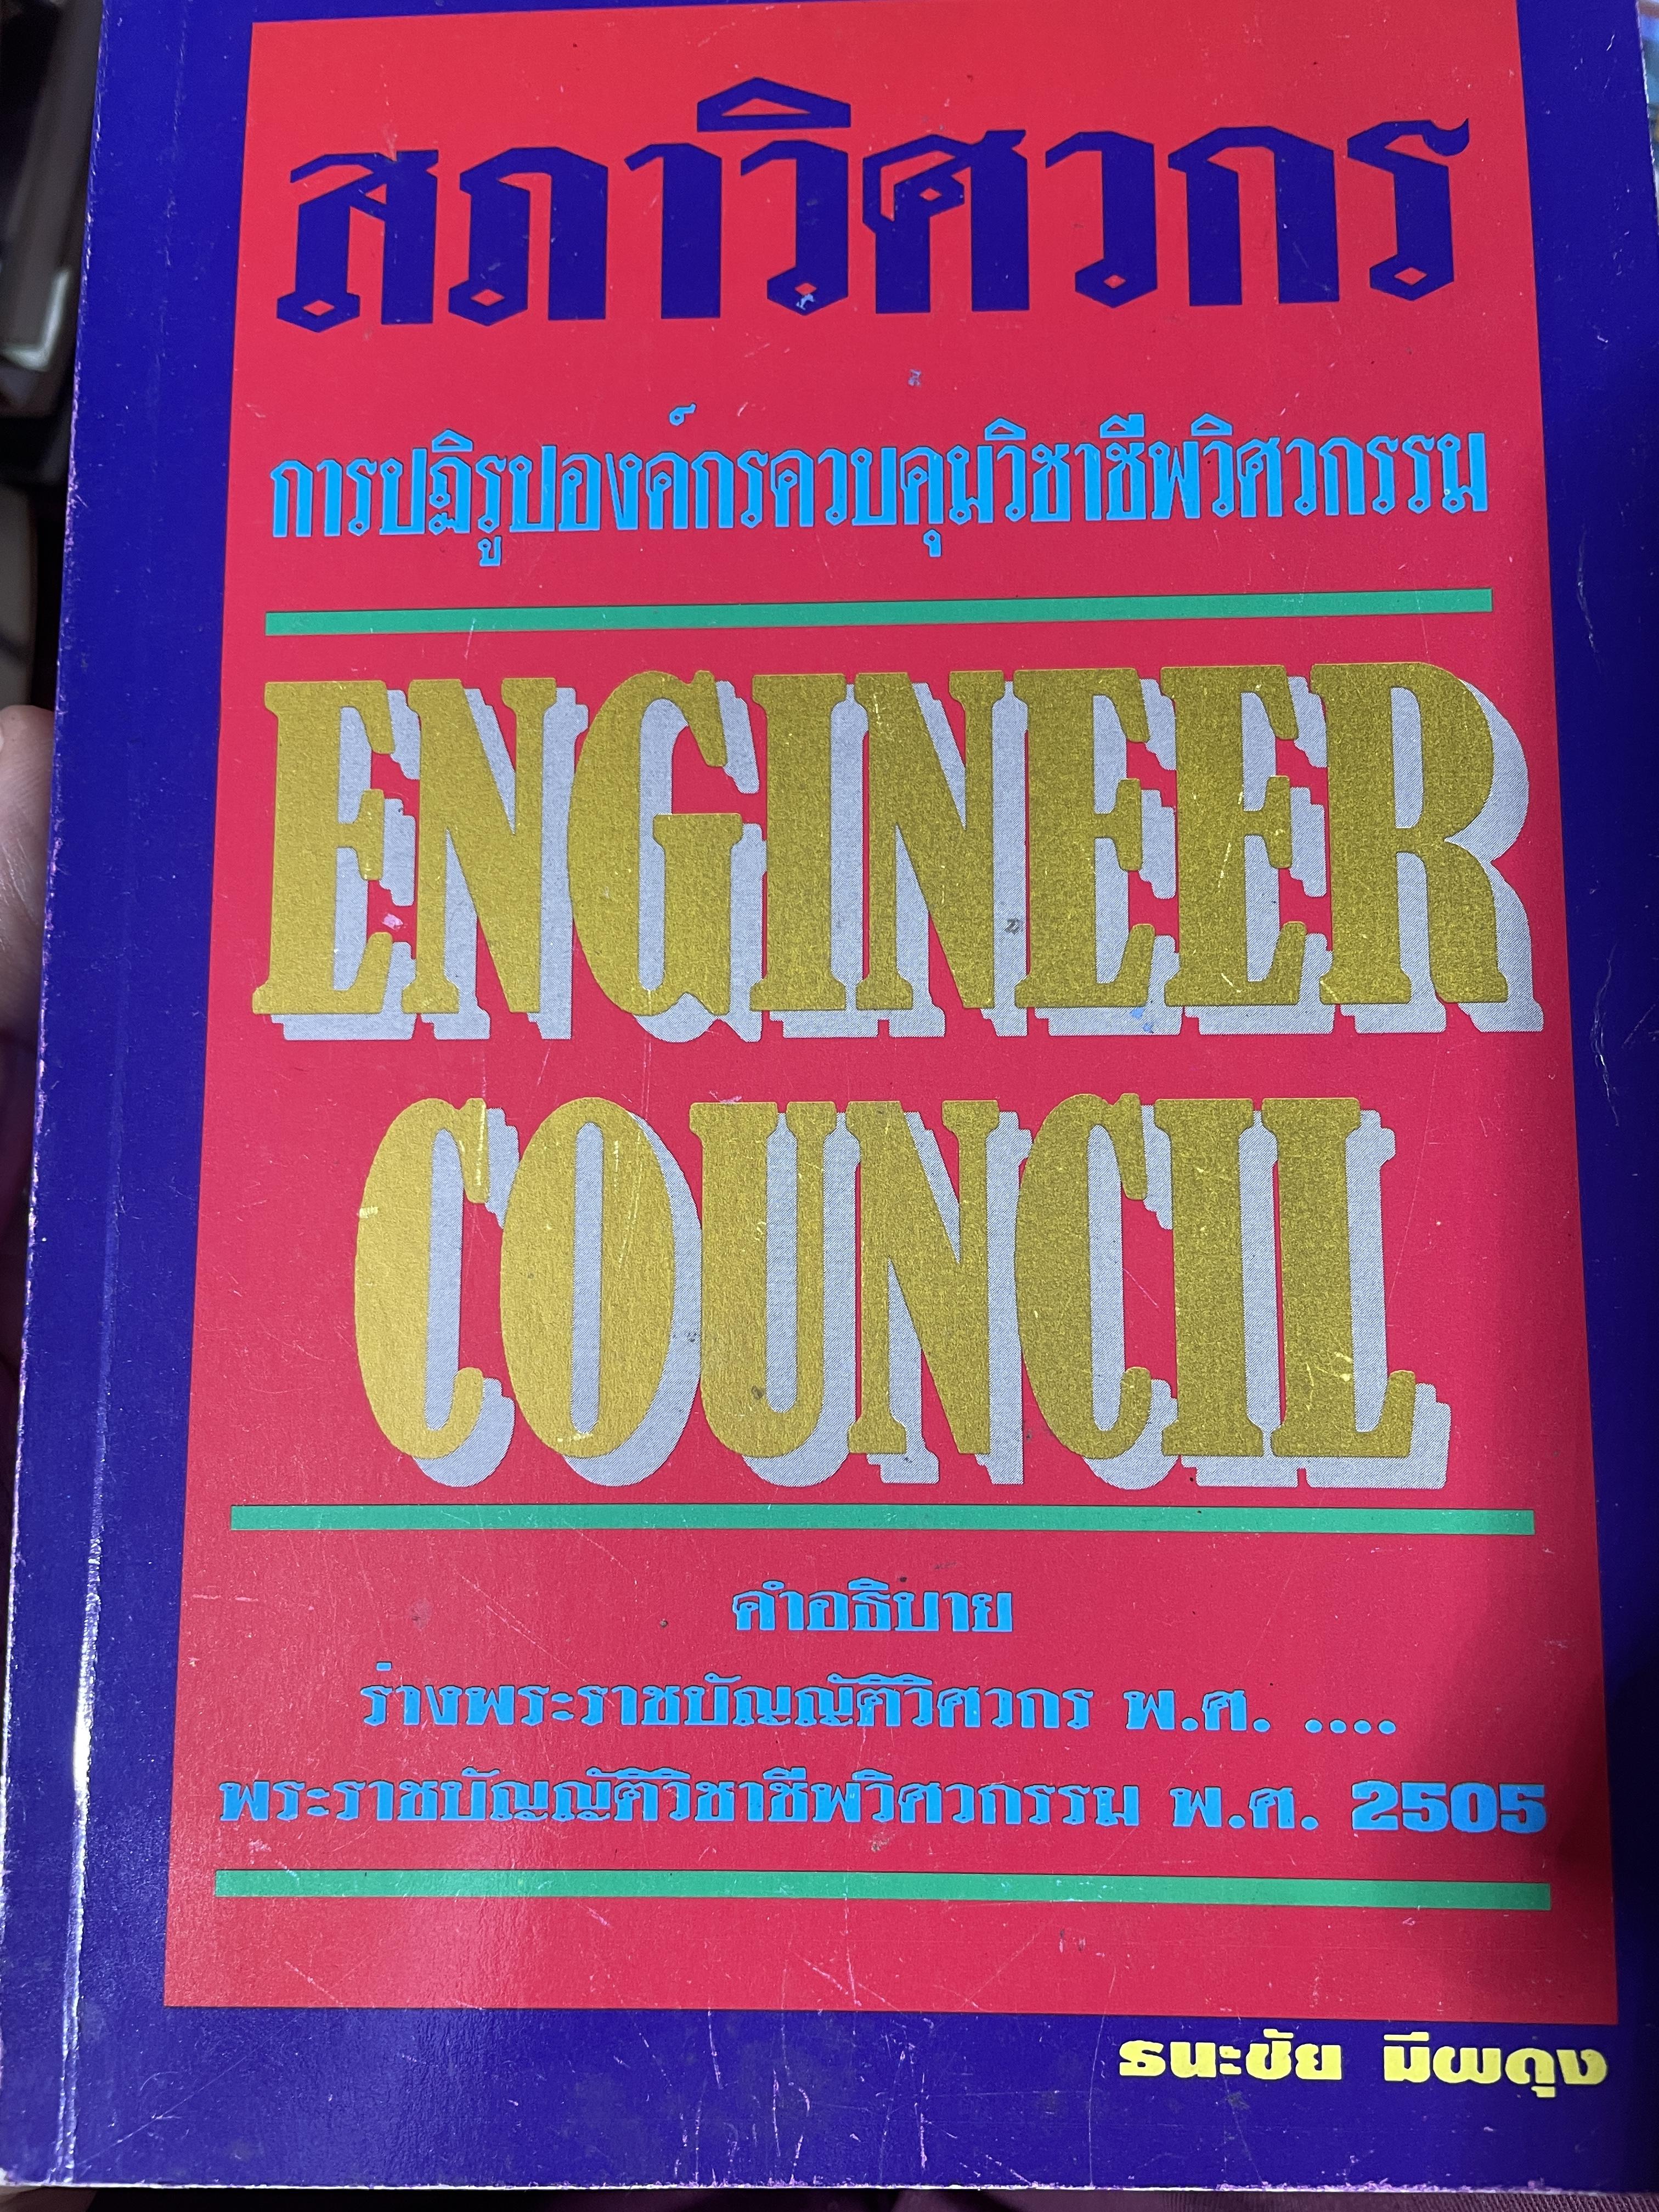 สภาวิศวกร
การปฏิรูปองค์กรควบคุมวิชาชีพวิศวกรรม
ENGINEER
COUNCIL
คำอธิบาย
ร่างพระราชบัญญัติวิศวกร พ.ศ. ....
พระราชบัญญัติวิชาชีพวิศวกรรม พ.ศ. 2505
ธนะชัย มีผดุง